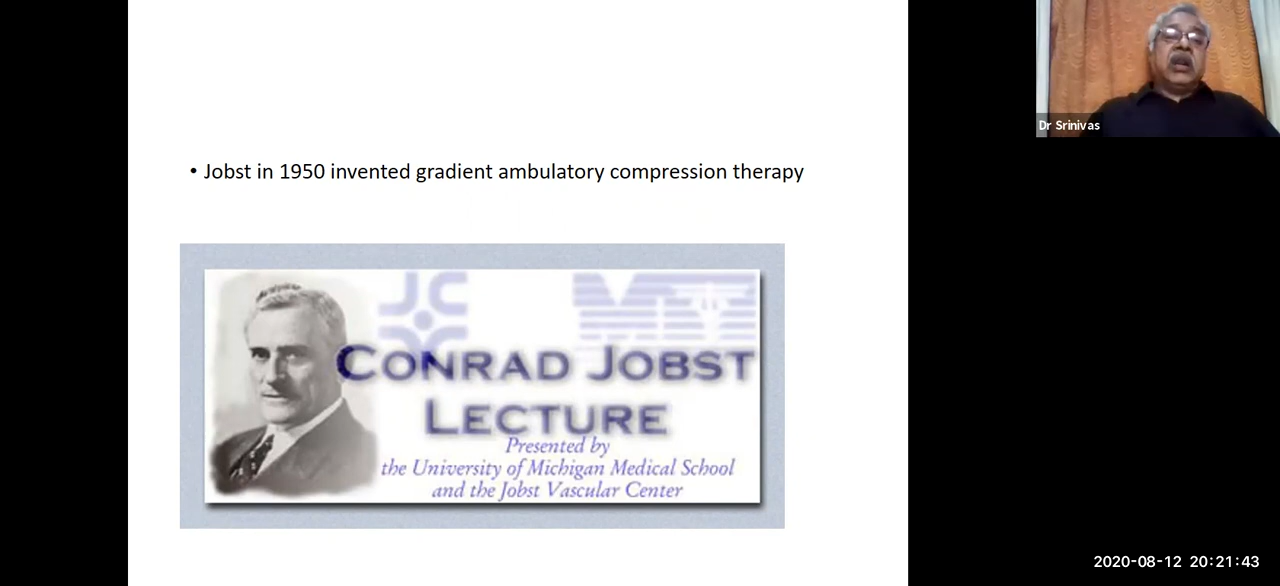 • Jobst in 1950 invented gradient ambulatory compression therapy
JC
M
CONRAD JOBST
LECTURE
Presented by
the University of Michigan Medical School
and the Jobst Vascular Center
Dr Srinivas
2020-08-12 20:21:43